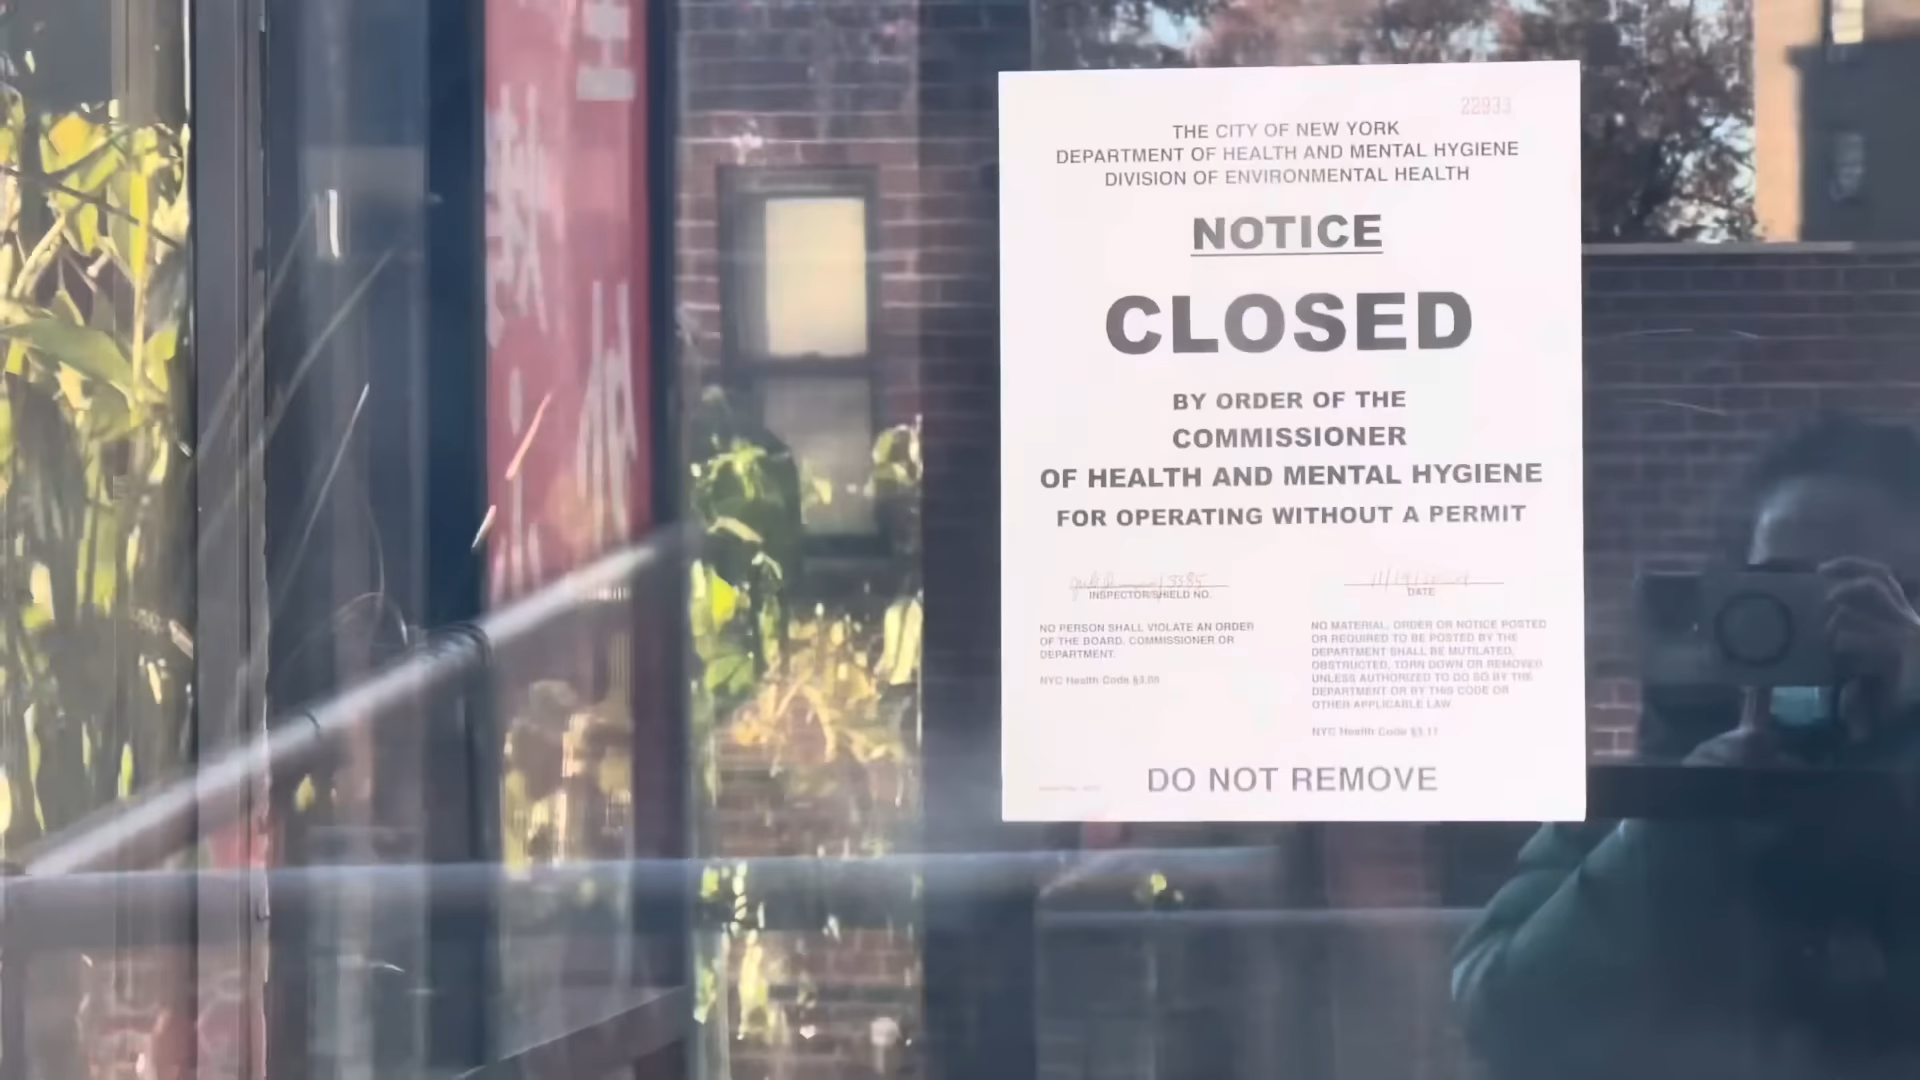 22933
THE CITY OF NEW YORK
DEPARTMENT OF HEALTH AND MENTAL HYGIENE
DIVISION OF ENVIRONMENTAL HEALTH
NOTICE
CLOSED
BY ORDER OF THE
COMMISSIONER
OF HEALTH AND MENTAL HYGIENE
FOR OPERATING WITHOUT A PERMIT
INSPECTOR/SHIELD NO.
DATE
NO PERSON SHALL VIOLATE AN ORDER
OF THE BOARD, COMMISSIONER OR
DEPARTMENT.
NYC Health Code
NO MATERIAL, ORDER OR NOTICE POSTED
OR REQUIRED TO BE POSTED BY THE
DEPARTMENT SHALL BE MUTILATED,
OBSTRUCTED, TORN DOWN OR REMOVED
UNLESS AUTHORIZED TO DO SO BY THE
DEPARTMENT OR BY THIS CODE OR
OTHER APPLICABLE LAW
NYC Health Code §3.11
DO NOT REMOVE